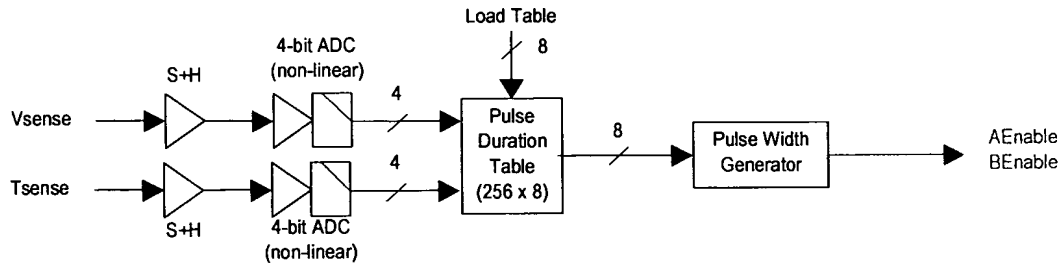 Load Table
8
4-bit ADC
(non-linear)
S+H
4
Vsense
Pulse
Duration
Table
(256 x 8)
8
Pulse Width
Generator
AEnable
BEnable
Tsense
4
S+H
4-bit ADC
(non-linear)